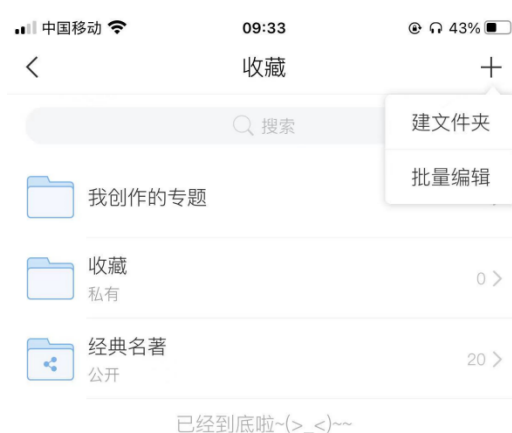 中国移动 09:33 43%
收藏
搜索
建文件夹
批量编辑
我创作的专题
收藏
私有
0
经典名著
公开
20
已经到底啦~(>_<)~~